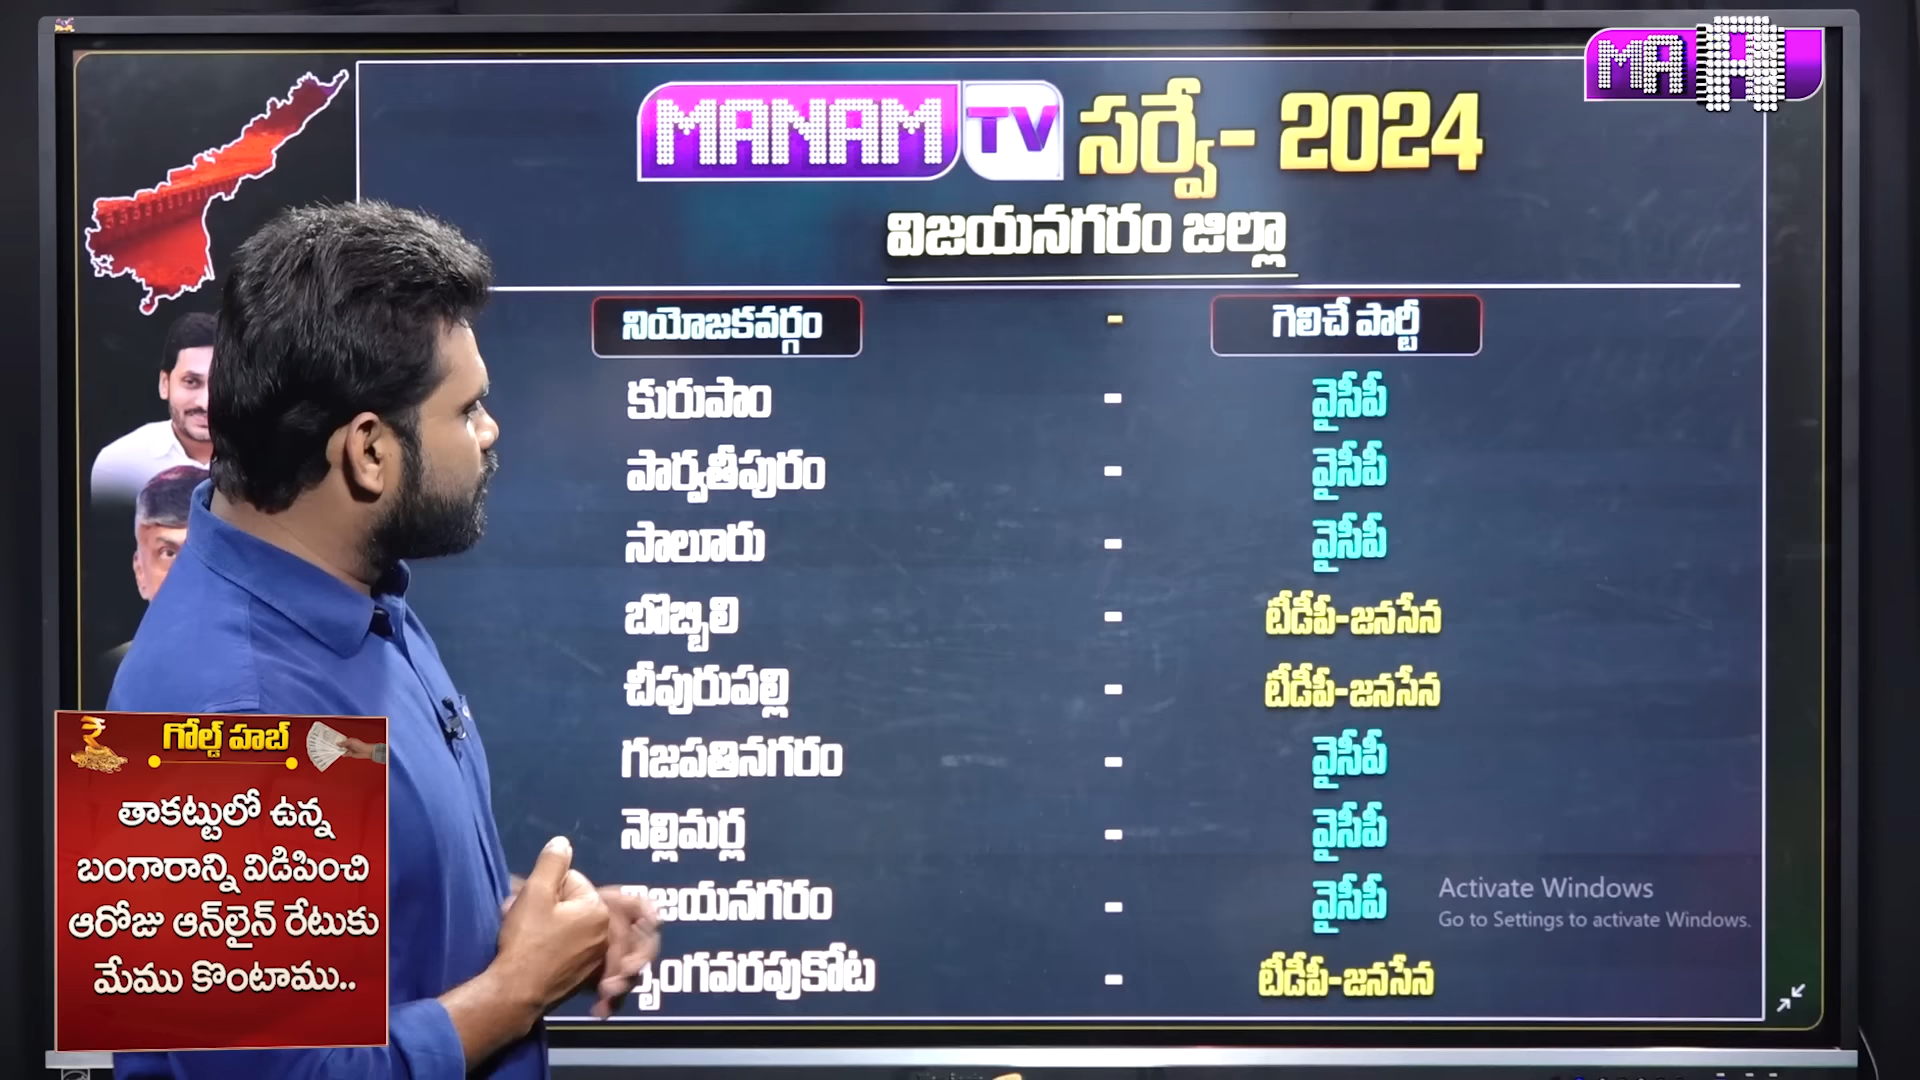 MANAM TV సర్వే- 2024
విజయనగరం జిల్లా
నియోజకవర్గం - గెలిచే పార్టీ
కురుపాం - వైసీపీ
పార్వతీపురం - వైసీపీ
సాలూరు - వైసీపీ
బొబ్బిలి - టీడీపీ-జనసేన
చీపురుపల్లి - టీడీపీ-జనసేన
గజపతినగరం - వైసీపీ
నెల్లిమర్ల - వైసీపీ
విజయనగరం - వైసీపీ
శృంగవరపుకోట - టీడీపీ-జనసేన
Activate Windows
Go to Settings to activate Windows.
గోల్డ్ హబ్
తాకట్టులో ఉన్న
బంగారాన్ని విడిపించి
ఆరోజు ఆన్‌లైన్ రేటుకు
మేము కొంటాము..